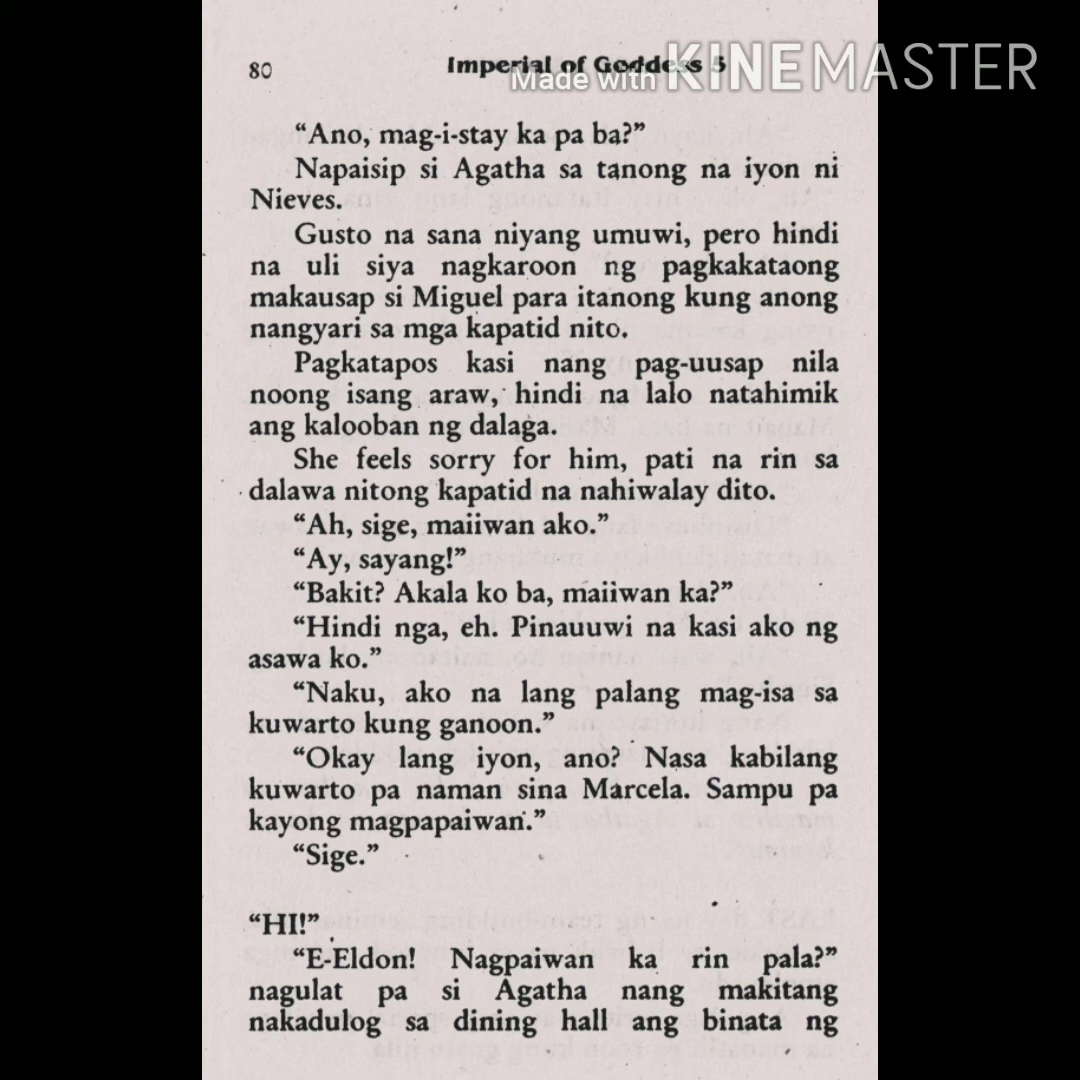 80
Imperial of Goddess 5
Made with KINEMASTER
“Ano, mag-i-stay ka pa ba?”
Napaisip si Agatha sa tanong na iyon ni
Nieves.
Gusto na sana niyang umuwi, pero hindi
na uli siya nagkaroon ng pagkakataong
makausap si Miguel para itanong kung anong
nangyari sa mga kapatid nito.
Pagkatapos kasi nang pag-uusap nila
noong isang araw, hindi na lalo natahimik
ang kalooban ng dalaga.
She feels sorry for him, pati na rin sa
dalawa nitong kapatid na nahiwalay dito.
“Ah, sige, maiiwan ako.”
“Ay, sayang!”
“Bakit? Akala ko ba, maiiwan ka?”
“Hindi nga, eh. Pinauuwi na kasi ako ng
asawa ko.”
“Naku, ako na lang palang mag-isa sa
kuwarto kung ganoon.”
“Okay lang iyon, ano? Nasa kabilang
kuwarto pa naman sina Marcela. Sampu pa
kayong magpapaiwan.”
“Sige.”
“HI!”
“E-Eldon! Nagpaiwan ka rin pala?”
nagulat pa si Agatha nang makitang
nakadulog sa dining hall ang binata ng